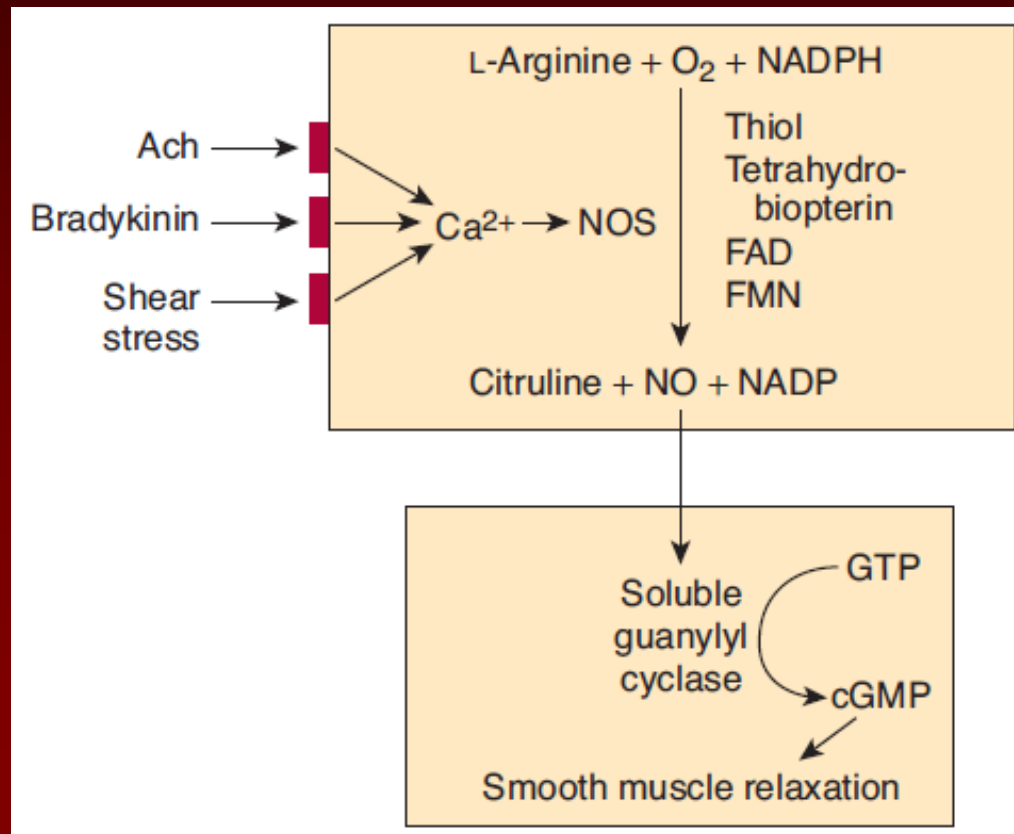 L-Arginine + O₂ + NADPH
Thiol
Tetrahydro-
biopterin
FAD
FMN
Ach
Bradykinin
Shear
stress
Ca²⁺
NOS
Citruline + NO + NADP
Soluble
guanylyl
cyclase
GTP
cGMP
Smooth muscle relaxation